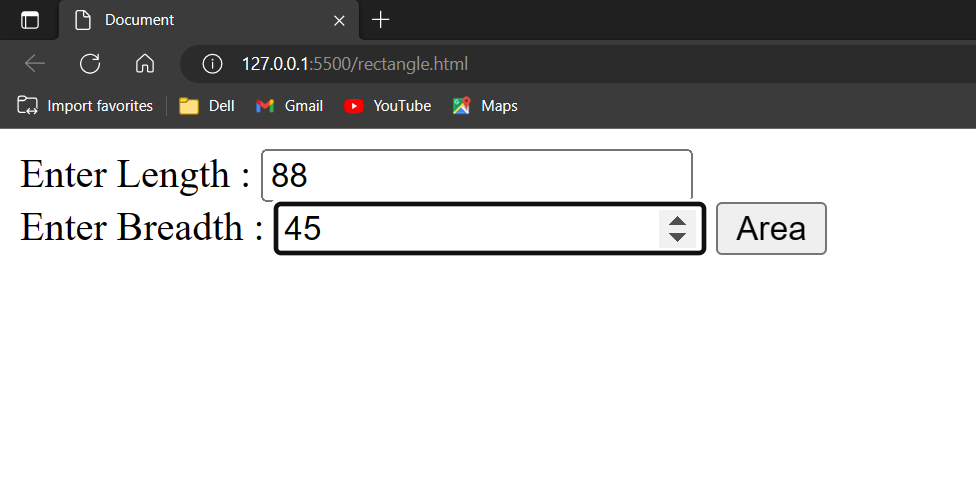 Document
127.0.0.1:5500/rectangle.html
Import favorites Dell Gmail YouTube Maps
Enter Length : 88
Enter Breadth : 45 Area